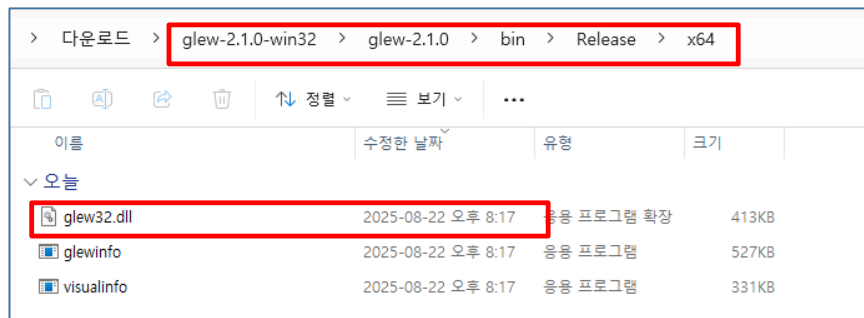 > 다운로드 > glew-2.1.0-win32 > glew-2.1.0 > bin > Release > x64
정렬 보기 ...
이름 수정한 날짜 유형 크기
오늘
glew32.dll 2025-08-22 오후 8:17 응용 프로그램 확장 413KB
glewinfo 2025-08-22 오후 8:17 응용 프로그램 527KB
visualinfo 2025-08-22 오후 8:17 응용 프로그램 331KB